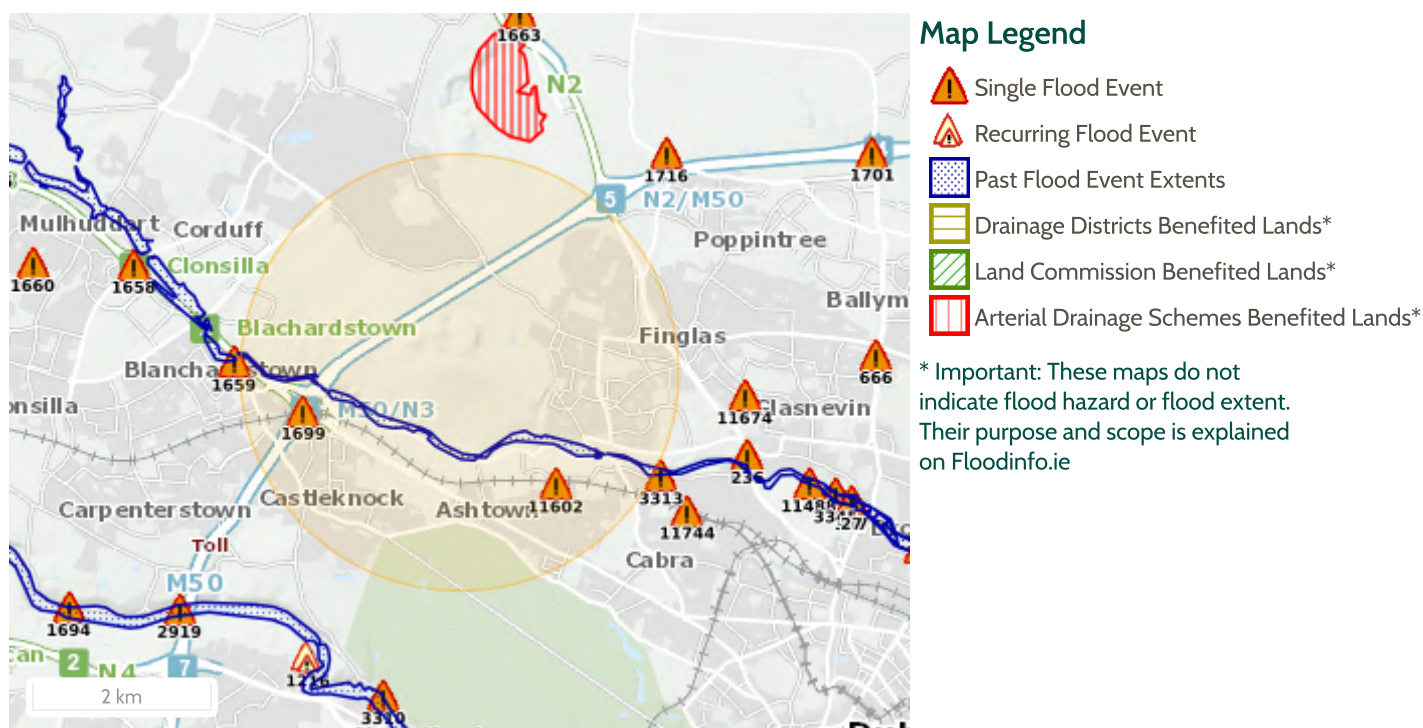 1663
N2
1716
1701
5
N2/M50
Mulhuddart
Corduff
Poppintree
Clonsilla
1660
1658
Ballym
Blachardstown
Finglas
1659
666
onsilla
M50/N3
11674
Glasnevin
1699
236
Castleknock
Ashtown
11602
3313
Carpenterstown
11744
Toll
Cabra
M50
1694
2919
an
2
N4
7
1216
2 km
3310
Map Legend
Single Flood Event
Recurring Flood Event
Past Flood Event Extents
Drainage Districts Benefited Lands*
Land Commission Benefited Lands*
Arterial Drainage Schemes Benefited Lands*
* Important: These maps do not
indicate flood hazard or flood extent.
Their purpose and scope is explained
on Floodinfo.ie